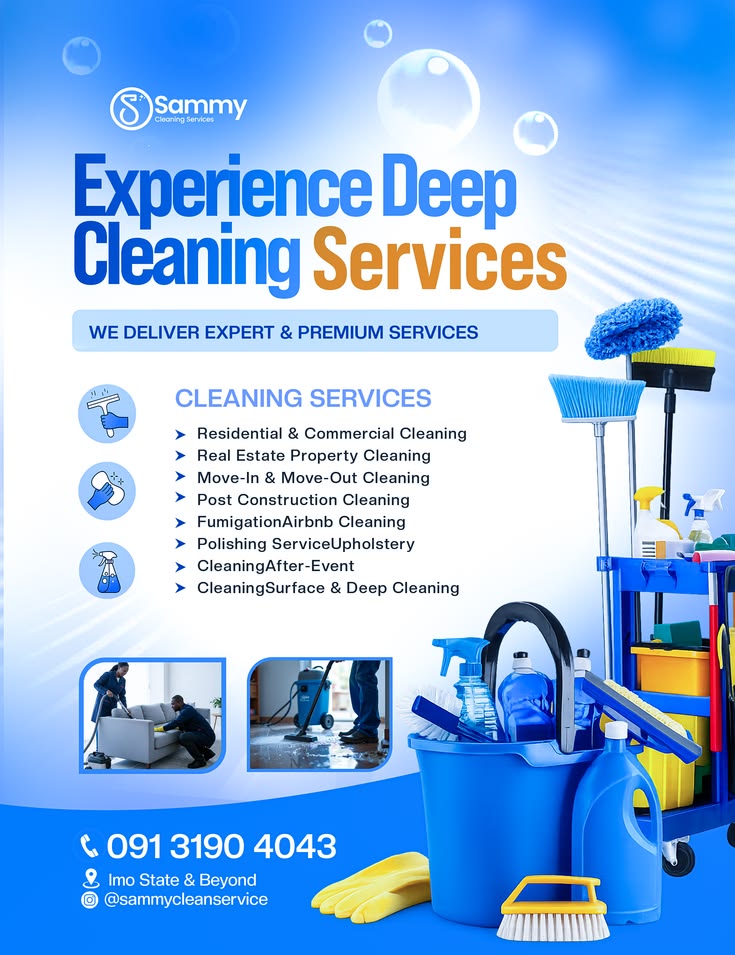 Sammy
Cleaning Services
Experience Deep
Cleaning Services
WE DELIVER EXPERT & PREMIUM SERVICES
CLEANING SERVICES
Residential & Commercial Cleaning
Real Estate Property Cleaning
Move-In & Move-Out Cleaning
Post Construction Cleaning
FumigationAirbnb Cleaning
Polishing ServiceUpholstery
CleaningAfter-Event
CleaningSurface & Deep Cleaning
091 3190 4043
Imo State & Beyond
@sammycleanservice